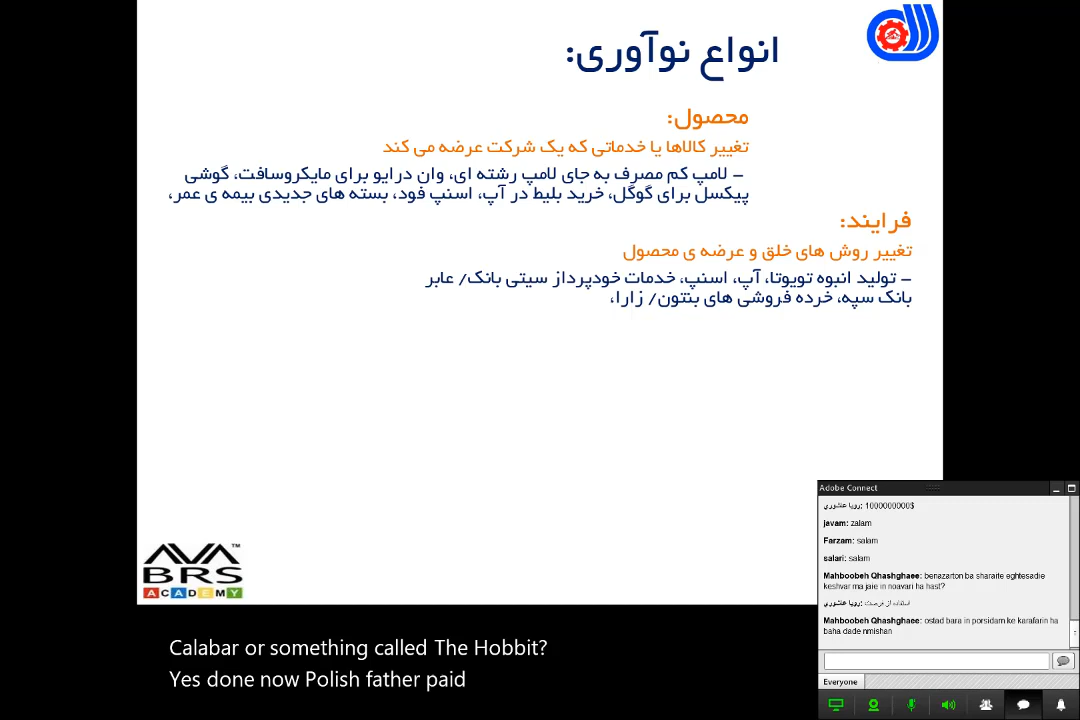 انواع نوآوری:
محصول:
تغییر کالاها یا خدماتی که یک شرکت عرضه می کند
- لامپ کم مصرف به جای لامپ رشته ای، وان درایو برای مایکروسافت، گوشی
پیکسل برای گوگل، خرید بلیط در آپ، اسنپ فود، بسته های جدیدی بیمه ی عمر،
فرایند:
تغییر روش های خلق و عرضه ی محصول
- تولید انبوه تویوتا، آپ، اسنپ، خدمات خودپرداز سیتی بانک/ عابر
بانک سپه، خرده فروشی های بنتون/ زارا،
AVA™
BRS
ACADEMY
Calabar or something called The Hobbit?
Yes done now Polish father paid
Adobe Connect
رویا عاشوري: 1000000000$
javam: zalam
Farzam: salam
salari: salam
Mahboobeh Qhashghaee: benazarton ba sharaite eghtesadie
keshvar ma jaie in noavari ha hast?
رویا عاشوري: استفاده از فرصت
Mahboobeh Qhashghaee: ostad bara in porsidam ke karafarin ha
baha dade nmishan
Everyone